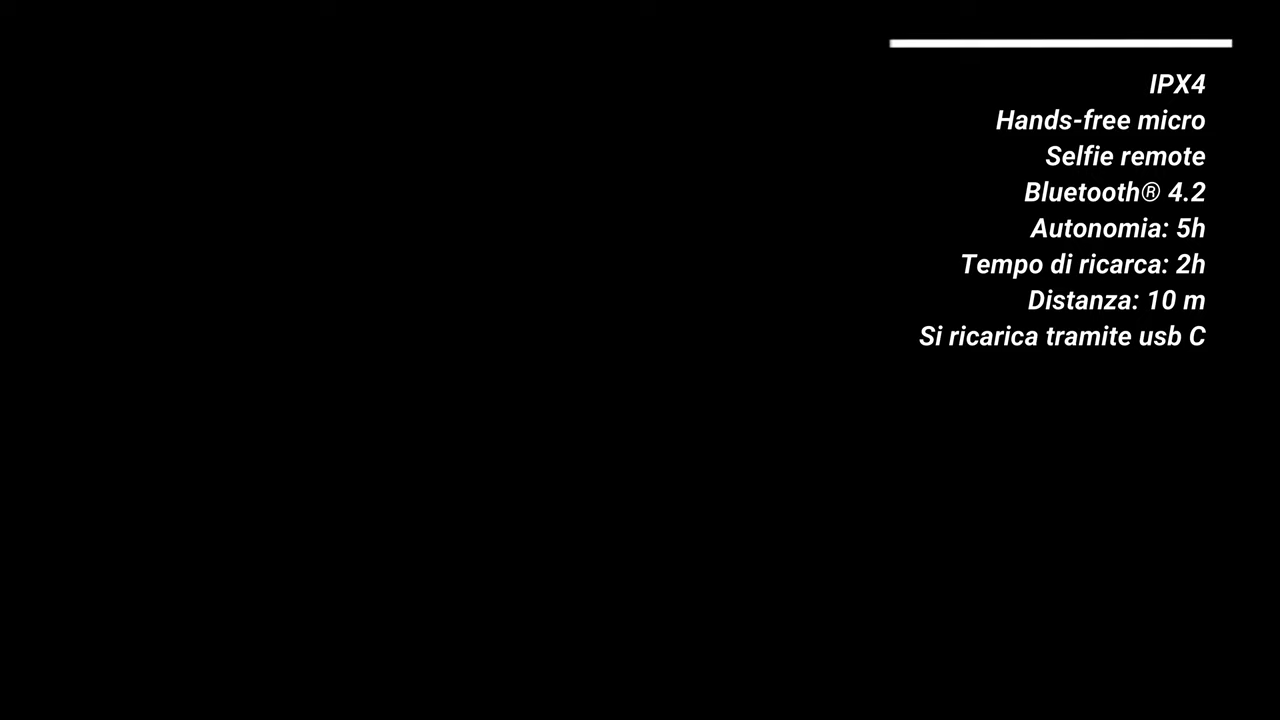 IPX4
Hands-free micro
Selfie remote
Bluetooth® 4.2
Autonomia: 5h
Tempo di ricarca: 2h
Distanza: 10 m
Si ricarica tramite usb C